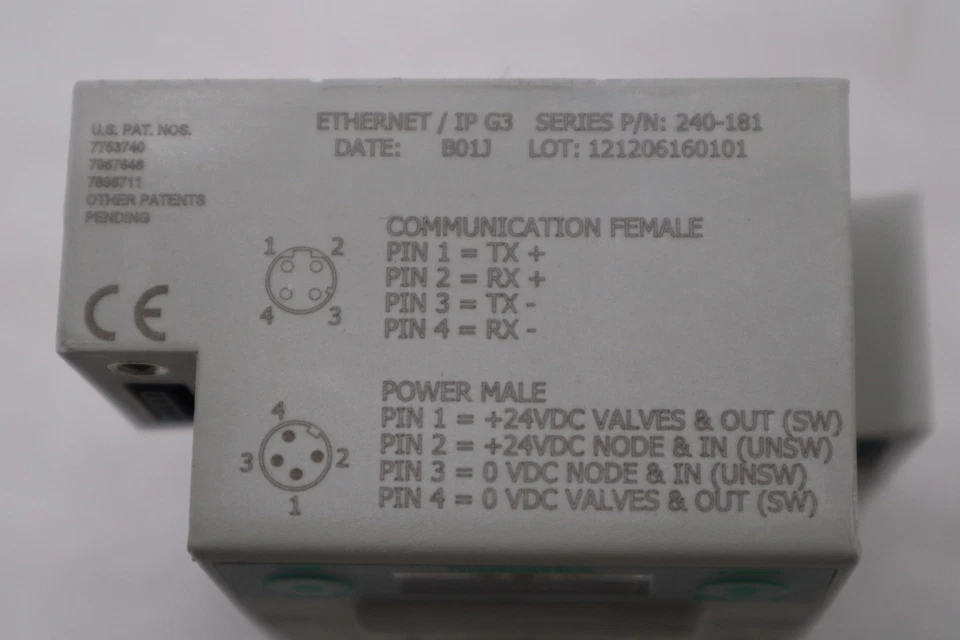 U.S. PAT. NOS.
7763740
7967646
7896711
OTHER PATENTS
PENDING
ETHERNET / IP G3 SERIES P/N: 240-181
DATE: B01J LOT: 121206160101
COMMUNICATION FEMALE
PIN 1 = TX +
PIN 2 = RX +
PIN 3 = TX -
PIN 4 = RX -
1 2
4 3
CE
POWER MALE
PIN 1 = +24VDC VALVES & OUT (SW)
PIN 2 = +24VDC NODE & IN (UNSW)
PIN 3 = 0 VDC NODE & IN (UNSW)
PIN 4 = 0 VDC VALVES & OUT (SW)
4
3 2
1